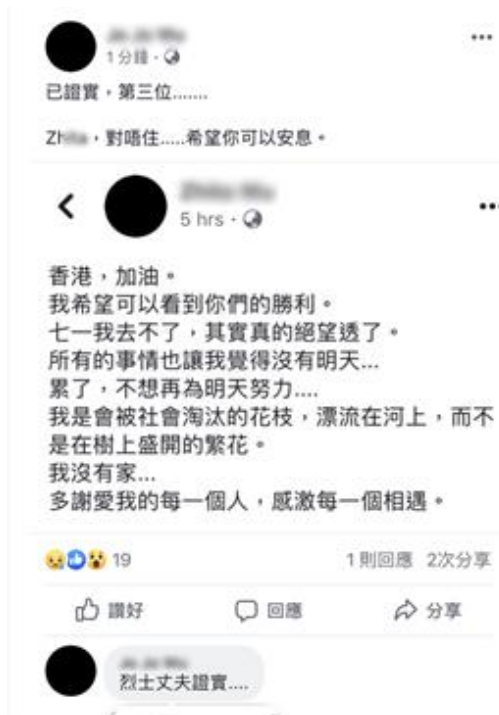 1分鐘
已證實，第三位.......
Zh，對唔住.....希望你可以安息。
5 hrs
香港，加油。
我希望可以看到你們的勝利。
七一我去不了，其實真的絕望透了。
所有的事情也讓我覺得沒有明天...
累了，不想再為明天努力....
我是會被社會淘汰的花枝，漂流在河上，而不
是在樹上盛開的繁花。
我沒有家...
多謝愛我的每一個人，感激每一個相遇。
19
1則回應 2次分享
讚好 回應 分享
烈士丈夫證實....